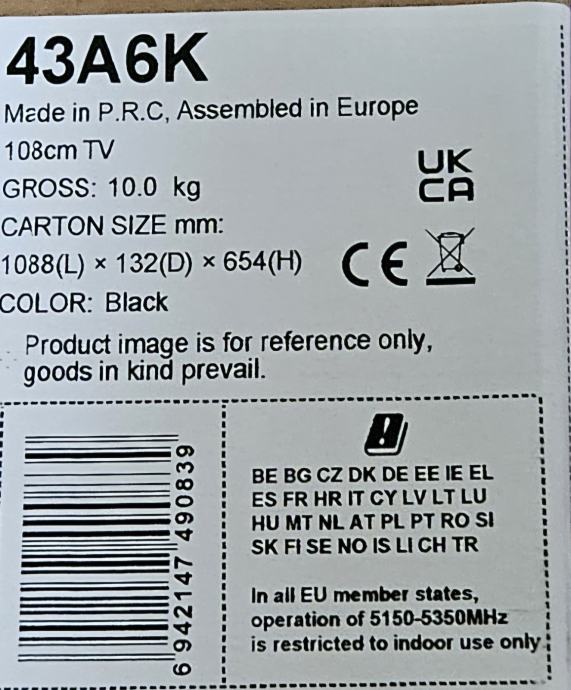 43A6K
Made in P.R.C, Assembled in Europe
108cm TV
GROSS: 10.0 kg
CARTON SIZE mm:
1088(L) × 132(D) × 654(H)
COLOR: Black
UK
CA
CE
Product image is for reference only,
goods in kind prevail.
6 942147 490839
BE BG CZ DK DE EE IE EL
ES FR HR IT CY LV LT LU
HU MT NL AT PL PT RO SI
SK FI SE NO IS LI CH TR
In all EU member states,
operation of 5150-5350MHz
is restricted to indoor use only